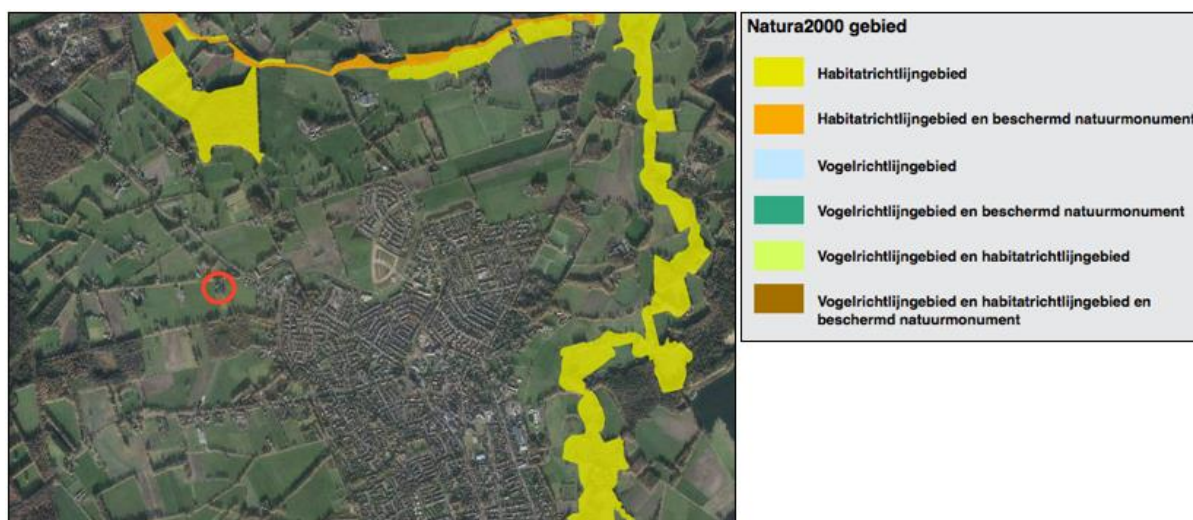 Natura2000 gebied
Habitatrichtlijngebied
Habitatrichtlijngebied en beschermd natuurmonument
Vogelrichtlijngebied
Vogelrichtlijngebied en beschermd natuurmonument
Vogelrichtlijngebied en habitatrichtlijngebied
Vogelrichtlijngebied en habitatrichtlijngebied en
beschermd natuurmonument